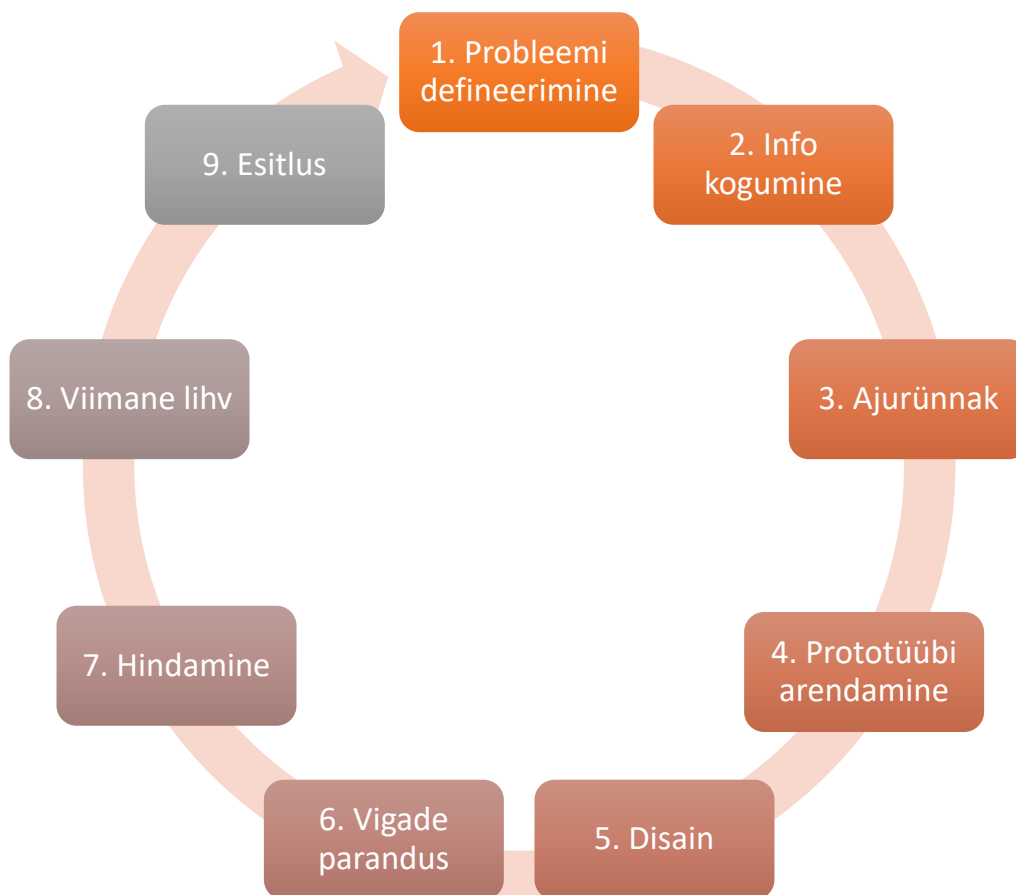 1. Probleemi
defineerimine
2. Info
kogumine
3. Ajurünnak
4. Prototüübi
arendamine
5. Disain
6. Vigade
parandus
7. Hindamine
8. Viimane lihv
9. Esitlus